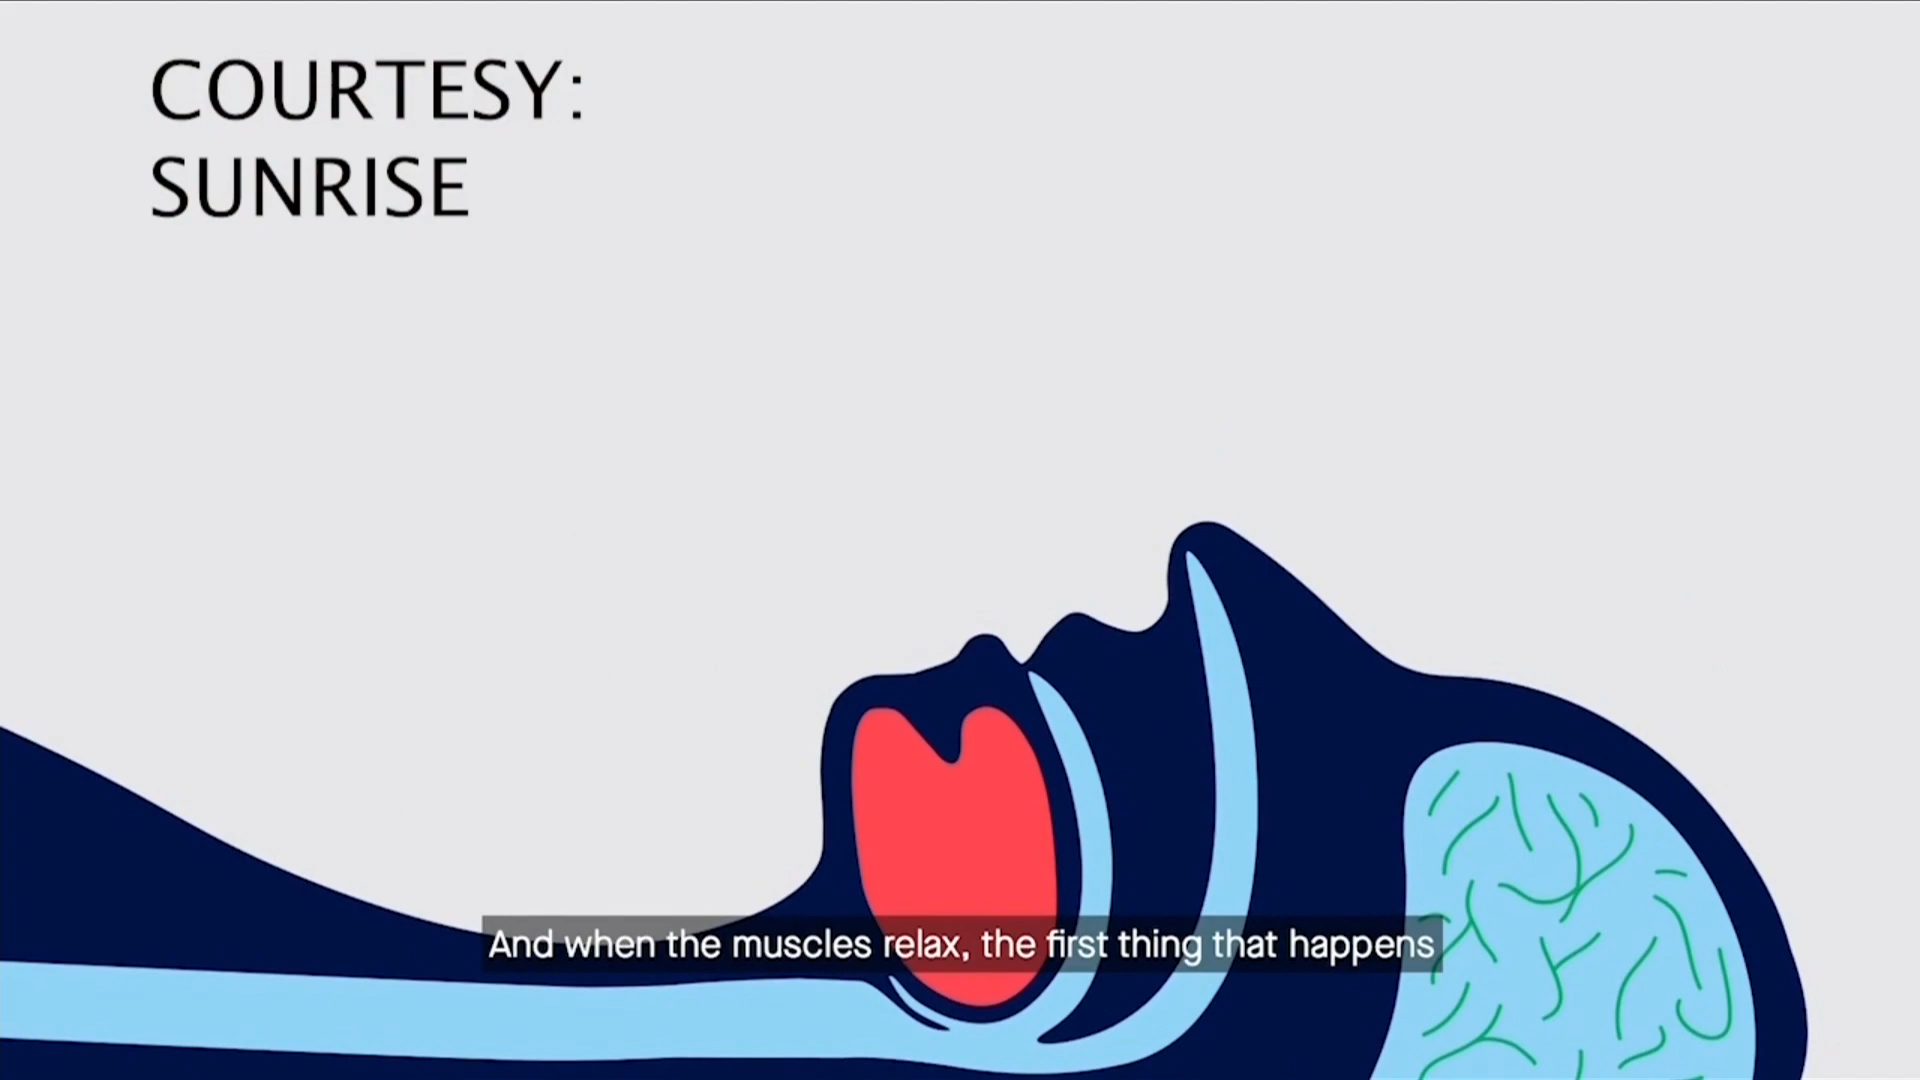 COURTESY:
SUNRISE
And when the muscles relax, the first thing that happens